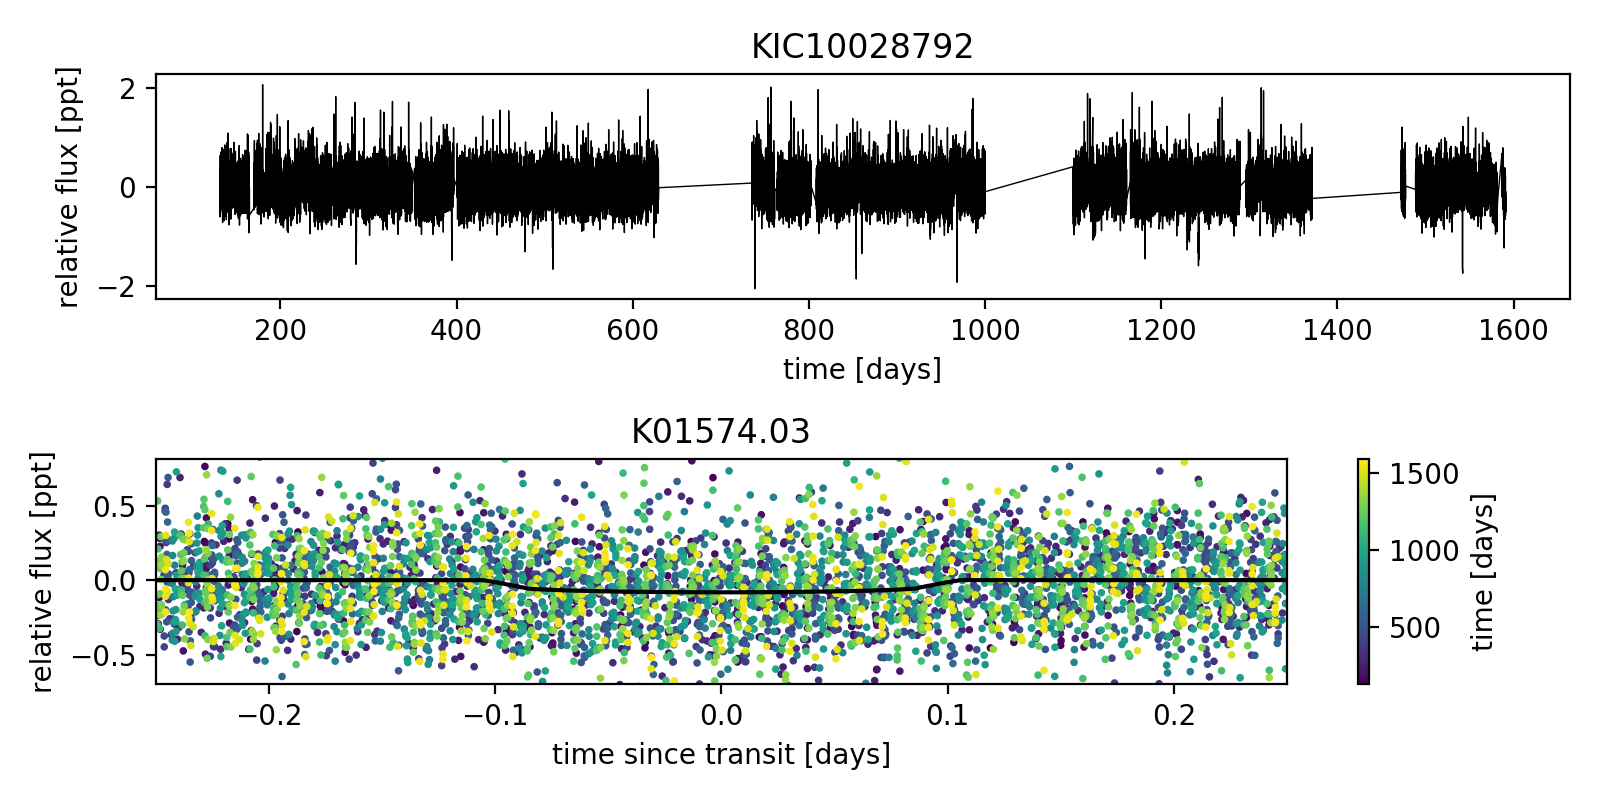 KIC10028792
relative flux [ppt]
2
0
−2
200 400 600 800 1000 1200 1400 1600
time [days]
K01574.03
relative flux [ppt]
0.5
0.0
−0.5
−0.2 −0.1 0.0 0.1 0.2
time since transit [days]
1500
1000
500
time [days]